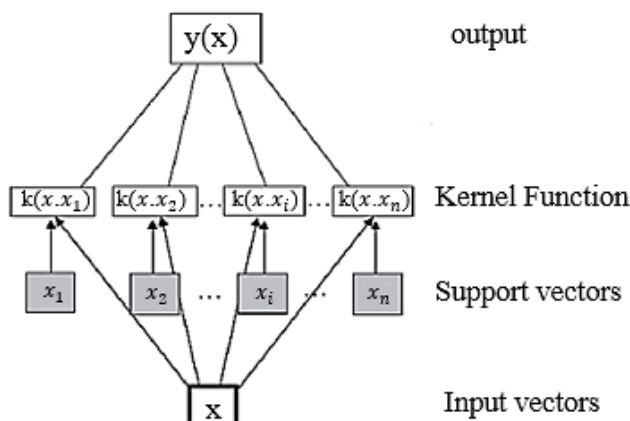 y(x) output
k(x.x₁) k(x.x₂) ... k(x.xᵢ) ... k(x.xₙ) Kernel Function
x₁ x₂ ... xᵢ ... xₙ Support vectors
x Input vectors